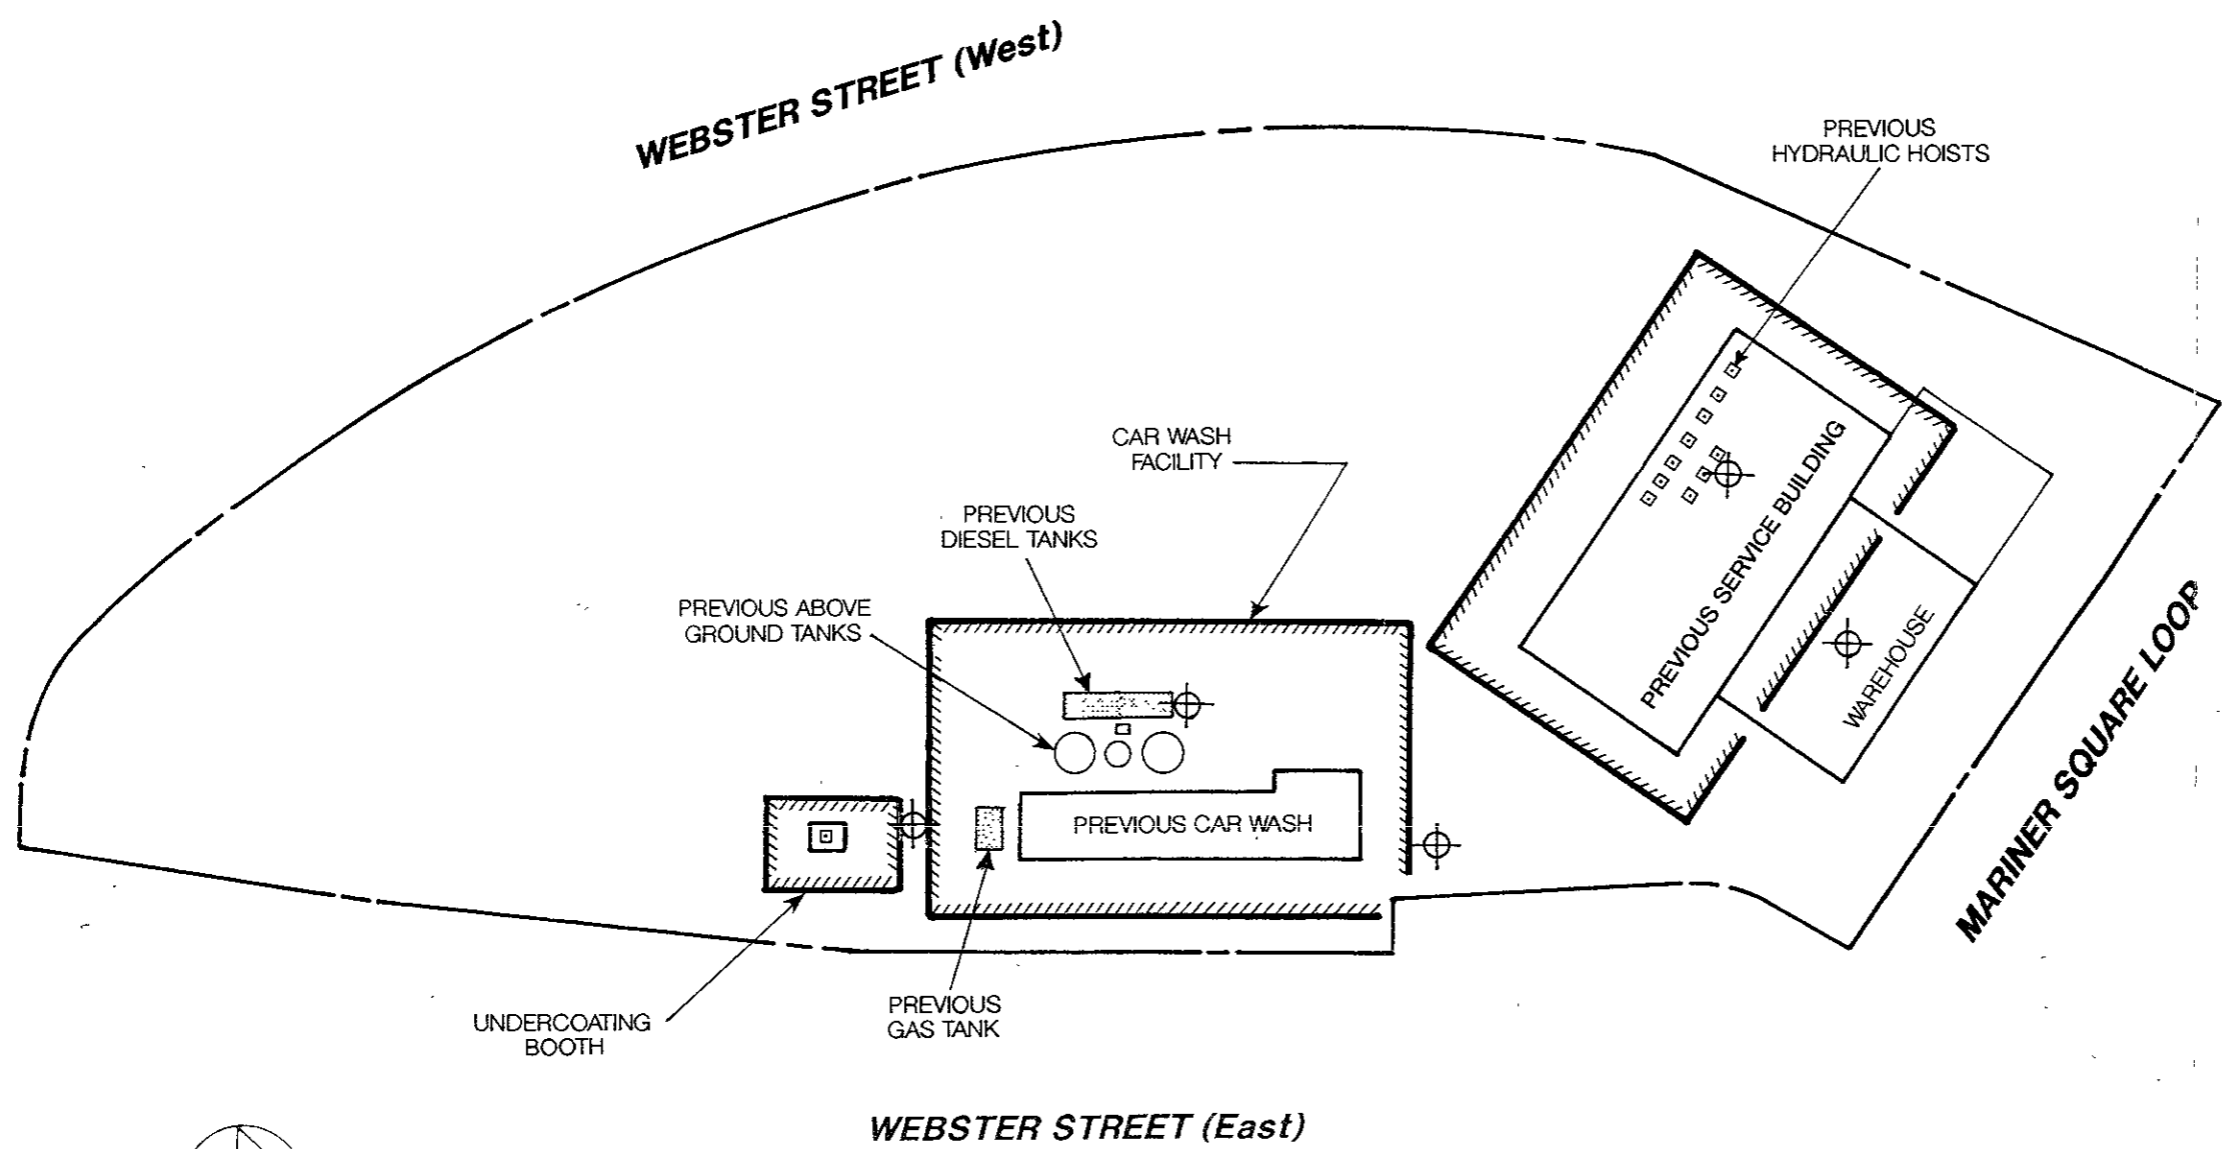 WEBSTER STREET (West)
PREVIOUS
HYDRAULIC HOISTS
CAR WASH
FACILITY
PREVIOUS
DIESEL TANKS
PREVIOUS ABOVE
GROUND TANKS
PREVIOUS SERVICE BUILDING
WAREHOUSE
MARINER SQUARE LOOP
PREVIOUS CAR WASH
UNDERCOATING
BOOTH
PREVIOUS
GAS TANK
WEBSTER STREET (East)